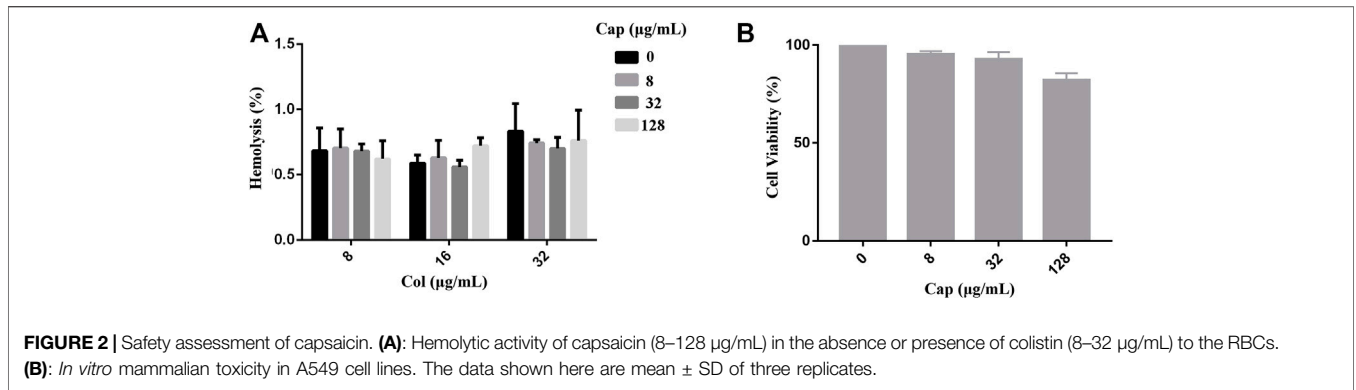 A
1.5
1.0
0.5
0.0
Hemolysis (%)
8
16
32
Col (µg/mL)
Cap (µg/mL)
0
8
32
128
B
100
50
0
Cell Viability (%)
0
8
32
128
Cap (µg/mL)
FIGURE 2 | Safety assessment of capsaicin. (A): Hemolytic activity of capsaicin (8–128 µg/mL) in the absence or presence of colistin (8–32 µg/mL) to the RBCs.
(B): In vitro mammalian toxicity in A549 cell lines. The data shown here are mean ± SD of three replicates.